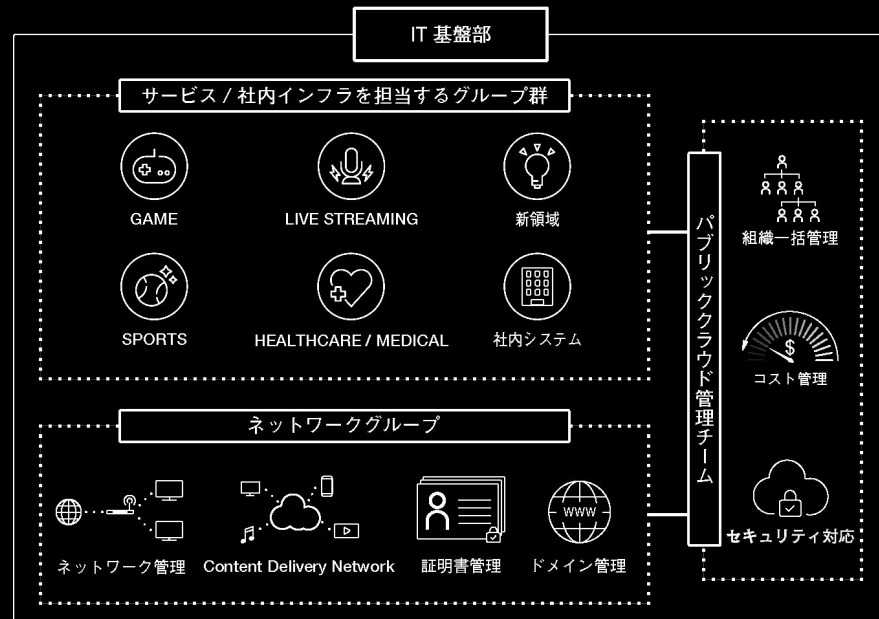 IT 基盤部
サービス / 社内インフラを担当するグループ群
GAME
LIVE STREAMING
新領域
SPORTS
HEALTHCARE / MEDICAL
社内システム
ネットワークグループ
WWW
ネットワーク管理
Content Delivery Network
証明書管理
ドメイン管理
パブリッククラウド管理チーム
組織一括管理
$
コスト管理
セキュリティ対応